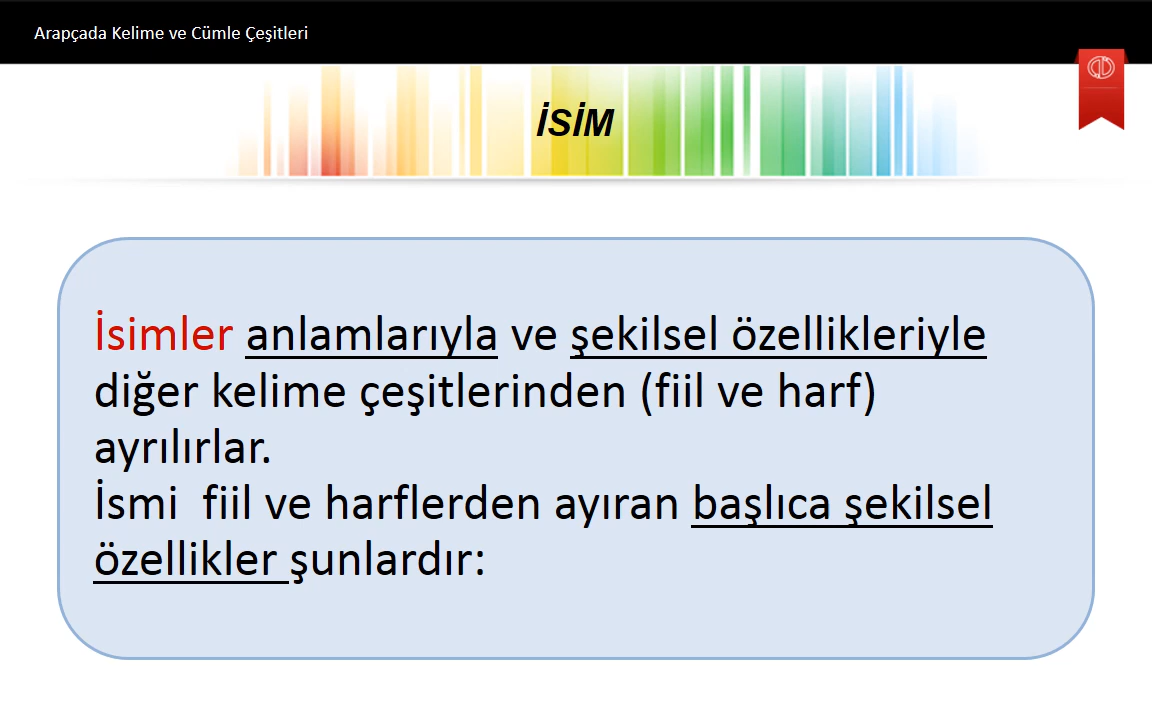 Arapçada Kelime ve Cümle Çeşitleri
İSİM
İsimler anlamlarıyla ve şekilsel özellikleriyle
diğer kelime çeşitlerinden (fiil ve harf)
ayrılırlar.
İsmi  fiil ve harflerden ayıran başlıca şekilsel
özellikler şunlardır: